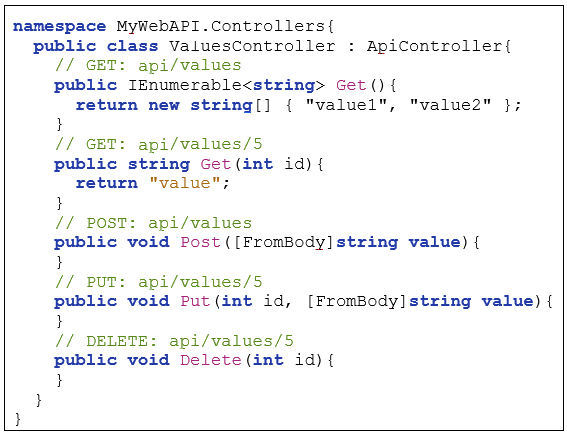 namespace MyWebAPI.Controllers{
  public class ValuesController : ApiController{
    // GET: api/values
    public IEnumerable<string> Get(){
      return new string[] { "value1", "value2" };
    }
    // GET: api/values/5
    public string Get(int id){
      return "value";
    }
    // POST: api/values
    public void Post([FromBody]string value){
    }
    // PUT: api/values/5
    public void Put(int id, [FromBody]string value){
    }
    // DELETE: api/values/5
    public void Delete(int id){
    }
  }
}